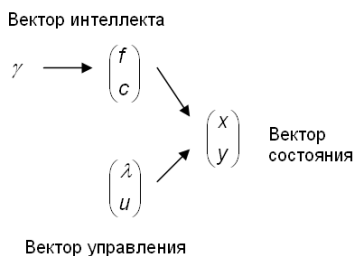 Вектор интеллекта
γ
f
c
x
y
Вектор
состояния
λ
u
Вектор управления